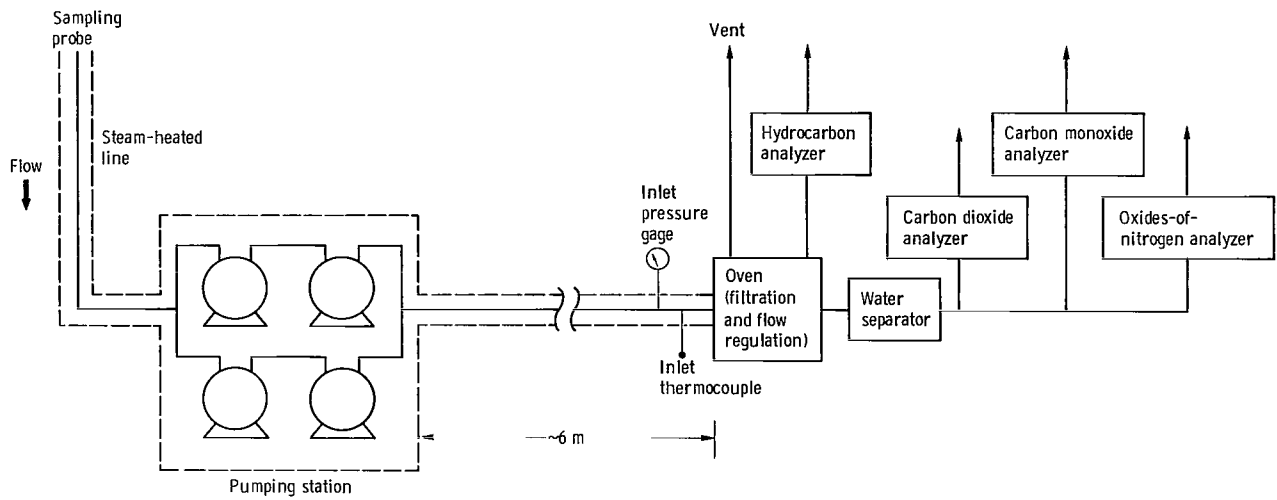 Sampling
probe
Steam-heated
line
Flow
Pumping station
~6 m
Inlet
pressure
gage
Inlet
thermocouple
Vent
Oven
(filtration
and flow
regulation)
Hydrocarbon
analyzer
Water
separator
Carbon dioxide
analyzer
Carbon monoxide
analyzer
Oxides-of-
nitrogen analyzer